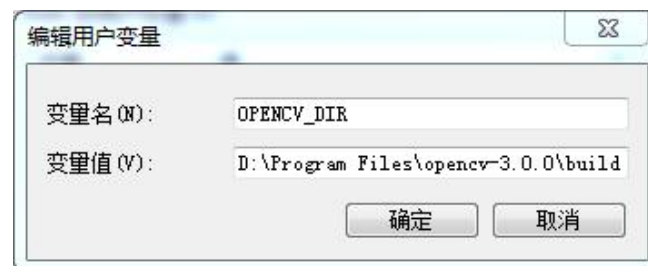 编辑用户变量
变量名(N): OPENCV_DIR
变量值(V): D:\Program Files\opencv-3.0.0\build
确定 取消